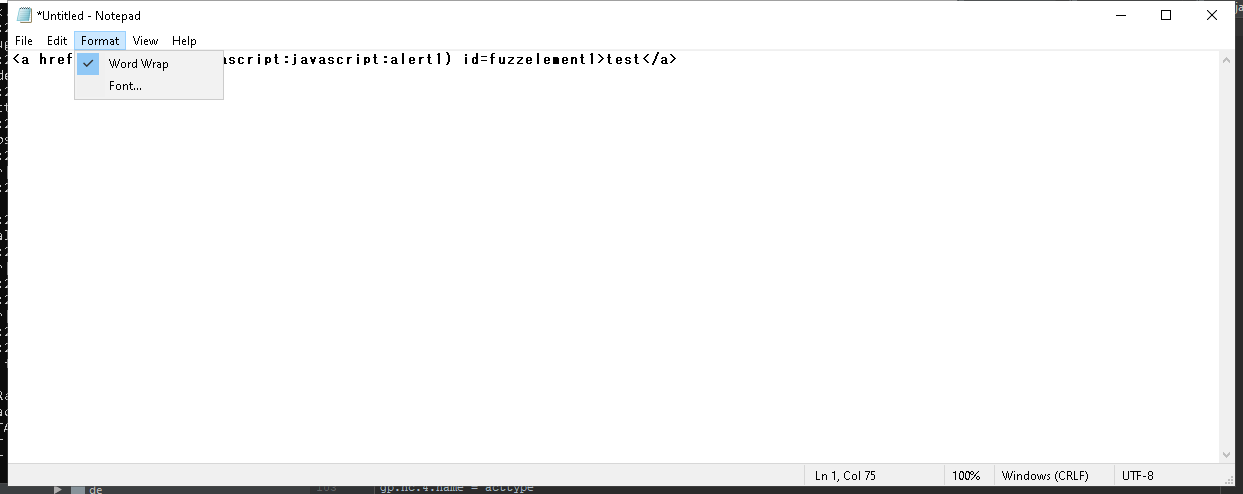 *Untitled - Notepad
File Edit Format View Help
<a href ascript:javascript:alert1) id=fuzzelement1>test</a>
Word Wrap
Font...
Ln 1, Col 75 100% Windows (CRLF) UTF-8
de gp.nc.4.name = acctype